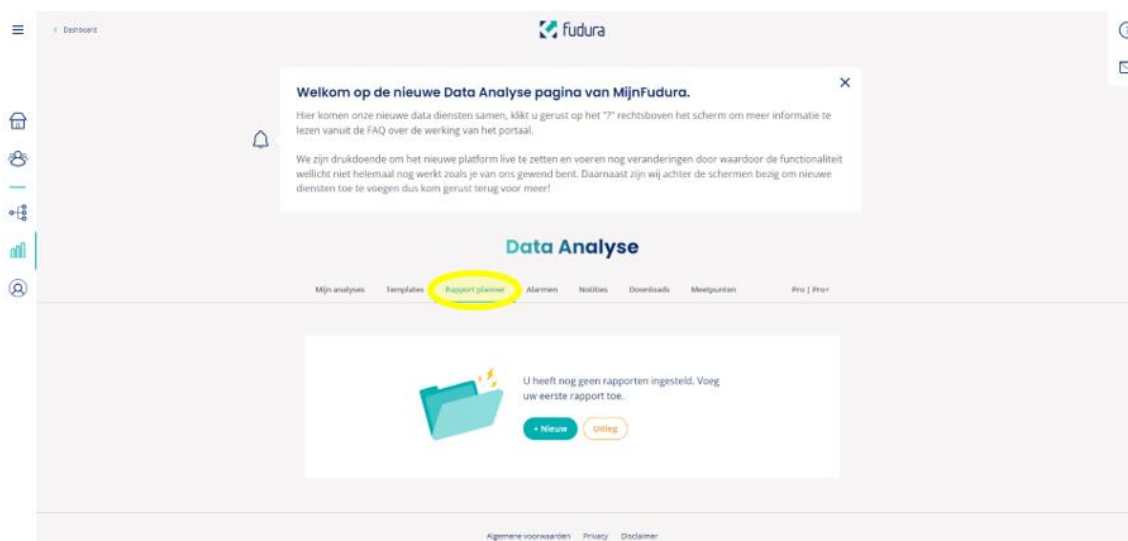 Dashboard
fudura
Welkom op de nieuwe Data Analyse pagina van MijnFudura.
Hier komen onze nieuwe data diensten samen, klikt u gerust op het "?" rechtsboven het scherm om meer informatie te
lezen vanuit de FAQ over de werking van het portaal.
We zijn drukdoende om het nieuwe platform live te zetten en voeren nog veranderingen door waardoor de functionaliteit
wellicht niet helemaal nog werkt zoals je van ons gewend bent. Daarnaast zijn wij achter de schermen bezig om nieuwe
diensten toe te voegen dus kom gerust terug voor meer!
Data Analyse
Mijn analyses Templates Rapport planner Alarmen Notities Downloads Meetpunten Pro | Pro+
U heeft nog geen rapporten ingesteld. Voeg
uw eerste rapport toe.
+ Nieuw Uitleg
Algemene voorwaarden Privacy Disclaimer